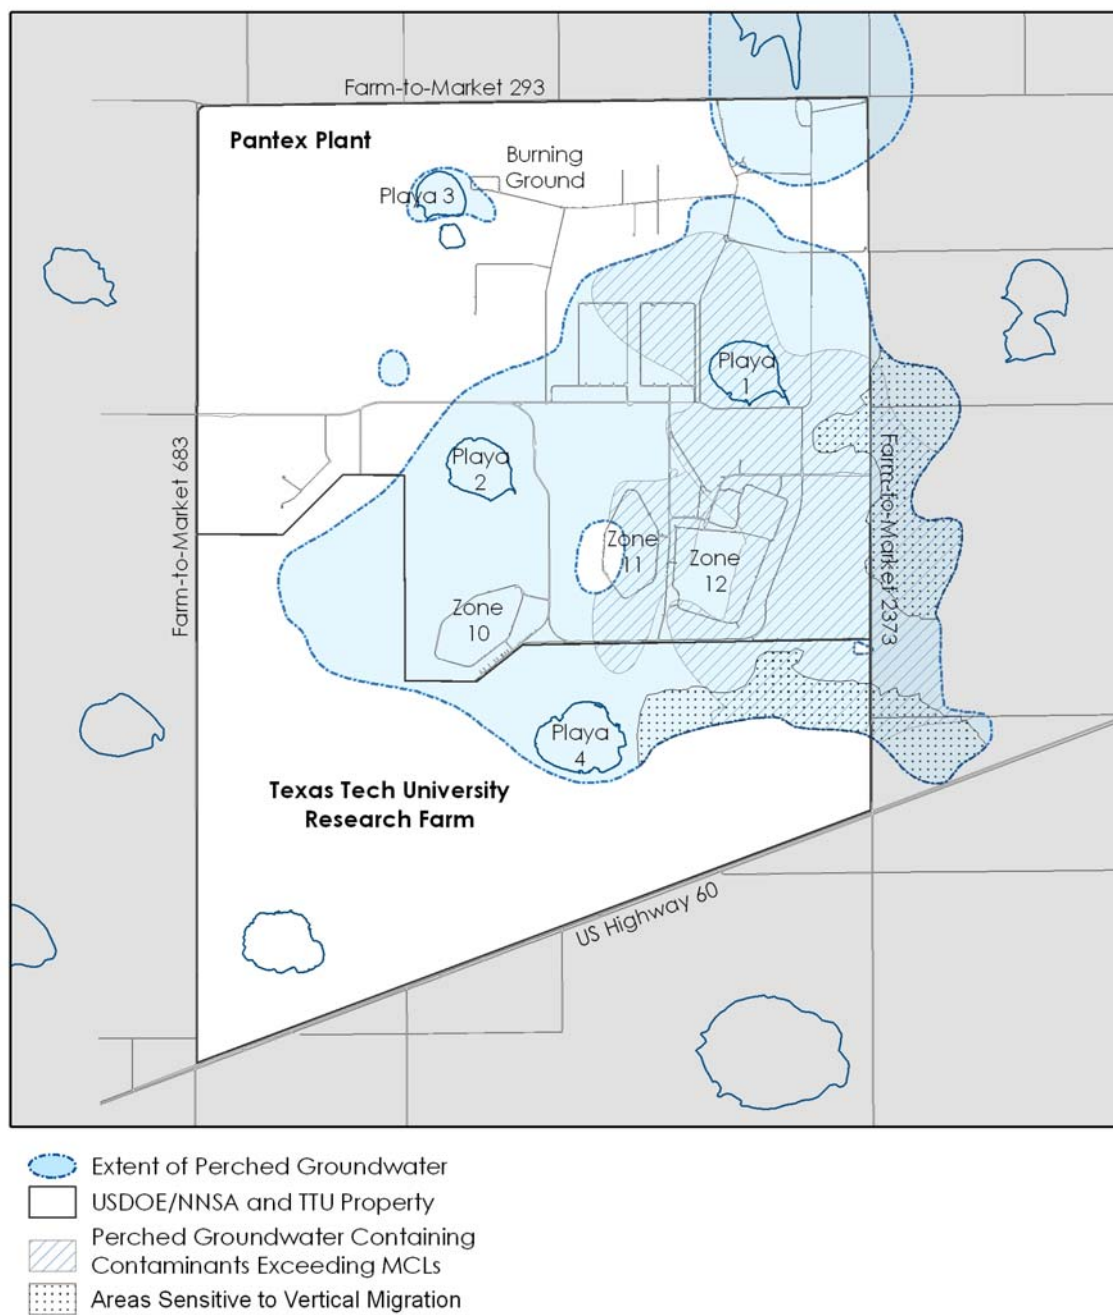 Farm-to-Market 293
Pantex Plant
Burning
Ground
Playa 3
Playa
1
Farm-to-Market 683
Playa
2
Farm-to-Market 2373
Zone
11
Zone
12
Zone
10
Playa
4
Texas Tech University
Research Farm
US Highway 60
Extent of Perched Groundwater
USDOE/NNSA and TTU Property
Perched Groundwater Containing
Contaminants Exceeding MCLs
Areas Sensitive to Vertical Migration